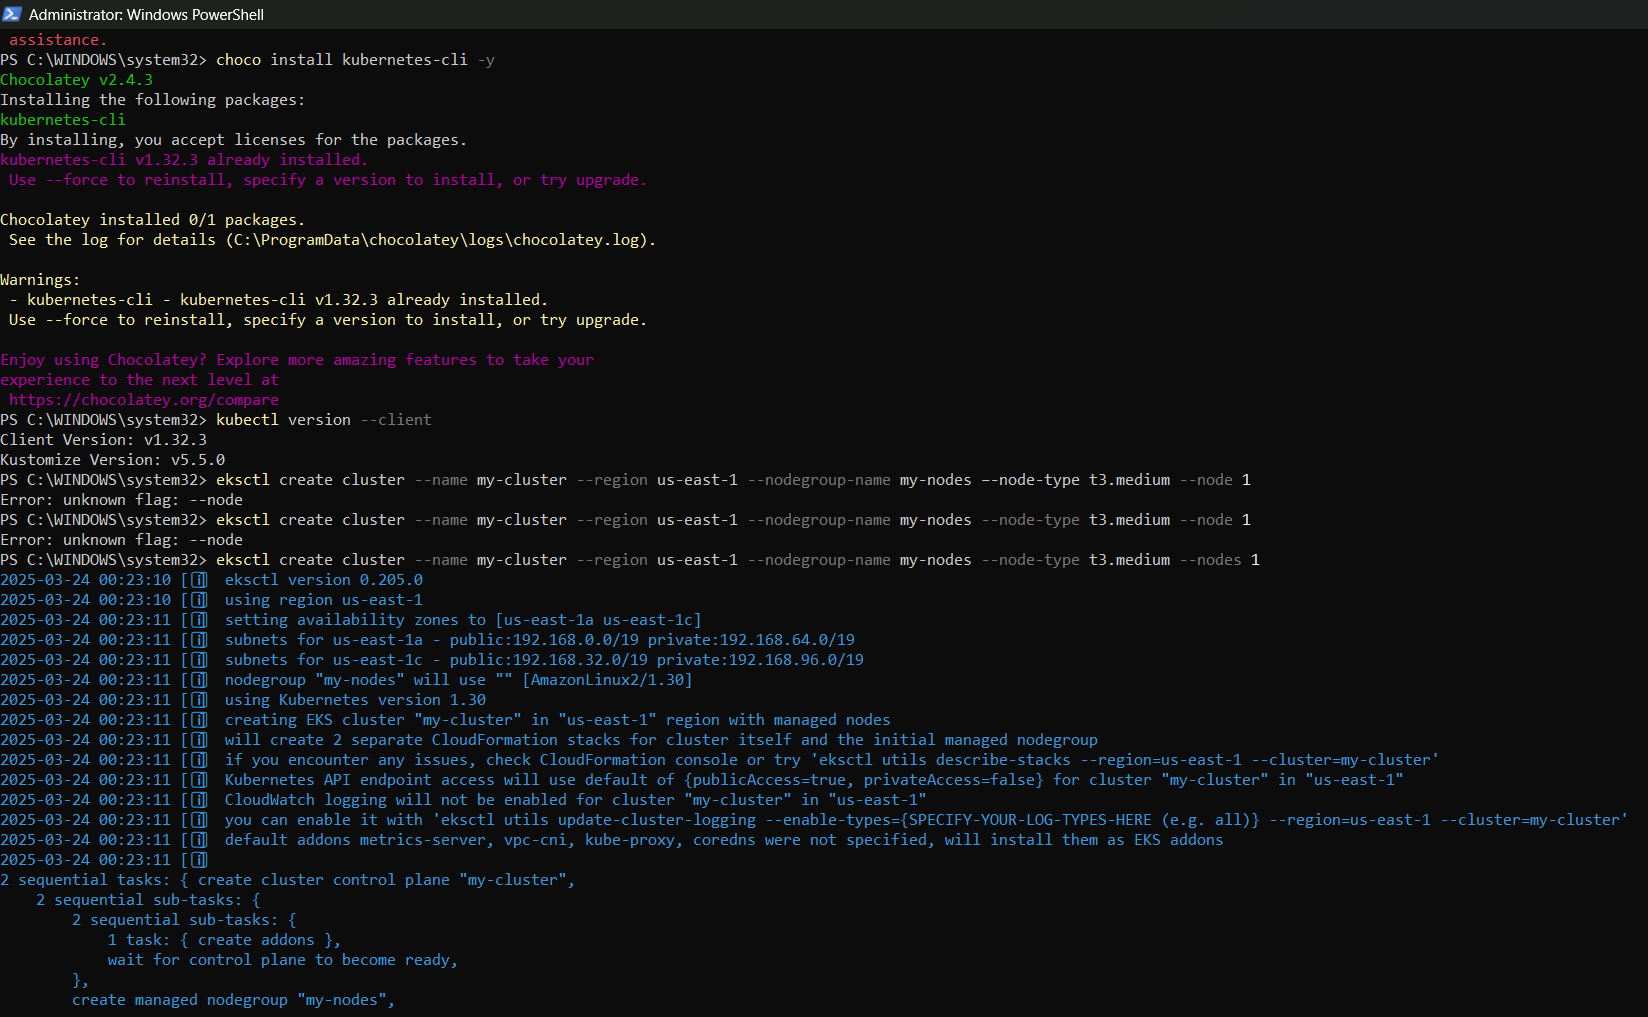 Administrator: Windows PowerShell
assistance.
PS C:\WINDOWS\system32> choco install kubernetes-cli -y
Chocolatey v2.4.3
Installing the following packages:
kubernetes-cli
By installing, you accept licenses for the packages.
kubernetes-cli v1.32.3 already installed.
 Use --force to reinstall, specify a version to install, or try upgrade.

Chocolatey installed 0/1 packages.
 See the log for details (C:\ProgramData\chocolatey\logs\chocolatey.log).

Warnings:
 - kubernetes-cli - kubernetes-cli v1.32.3 already installed.
 Use --force to reinstall, specify a version to install, or try upgrade.

Enjoy using Chocolatey? Explore more amazing features to take your
experience to the next level at
 https://chocolatey.org/compare
PS C:\WINDOWS\system32> kubectl version --client
Client Version: v1.32.3
Kustomize Version: v5.5.0
PS C:\WINDOWS\system32> eksctl create cluster --name my-cluster --region us-east-1 --nodegroup-name my-nodes —-node-type t3.medium --node 1
Error: unknown flag: --node
PS C:\WINDOWS\system32> eksctl create cluster --name my-cluster --region us-east-1 --nodegroup-name my-nodes --node-type t3.medium --node 1
Error: unknown flag: --node
PS C:\WINDOWS\system32> eksctl create cluster --name my-cluster --region us-east-1 --nodegroup-name my-nodes --node-type t3.medium --nodes 1
2025-03-24 00:23:10 [ℹ]  eksctl version 0.205.0
2025-03-24 00:23:10 [ℹ]  using region us-east-1
2025-03-24 00:23:11 [ℹ]  setting availability zones to [us-east-1a us-east-1c]
2025-03-24 00:23:11 [ℹ]  subnets for us-east-1a - public:192.168.0.0/19 private:192.168.64.0/19
2025-03-24 00:23:11 [ℹ]  subnets for us-east-1c - public:192.168.32.0/19 private:192.168.96.0/19
2025-03-24 00:23:11 [ℹ]  nodegroup "my-nodes" will use "" [AmazonLinux2/1.30]
2025-03-24 00:23:11 [ℹ]  using Kubernetes version 1.30
2025-03-24 00:23:11 [ℹ]  creating EKS cluster "my-cluster" in "us-east-1" region with managed nodes
2025-03-24 00:23:11 [ℹ]  will create 2 separate CloudFormation stacks for cluster itself and the initial managed nodegroup
2025-03-24 00:23:11 [ℹ]  if you encounter any issues, check CloudFormation console or try 'eksctl utils describe-stacks --region=us-east-1 --cluster=my-cluster'
2025-03-24 00:23:11 [ℹ]  Kubernetes API endpoint access will use default of {publicAccess=true, privateAccess=false} for cluster "my-cluster" in "us-east-1"
2025-03-24 00:23:11 [ℹ]  CloudWatch logging will not be enabled for cluster "my-cluster" in "us-east-1"
2025-03-24 00:23:11 [ℹ]  you can enable it with 'eksctl utils update-cluster-logging --enable-types={SPECIFY-YOUR-LOG-TYPES-HERE (e.g. all)} --region=us-east-1 --cluster=my-cluster'
2025-03-24 00:23:11 [ℹ]  default addons metrics-server, vpc-cni, kube-proxy, coredns were not specified, will install them as EKS addons
2025-03-24 00:23:11 [ℹ]
2 sequential tasks: { create cluster control plane "my-cluster",
    2 sequential sub-tasks: {
        2 sequential sub-tasks: {
            1 task: { create addons },
            wait for control plane to become ready,
        },
        create managed nodegroup "my-nodes",